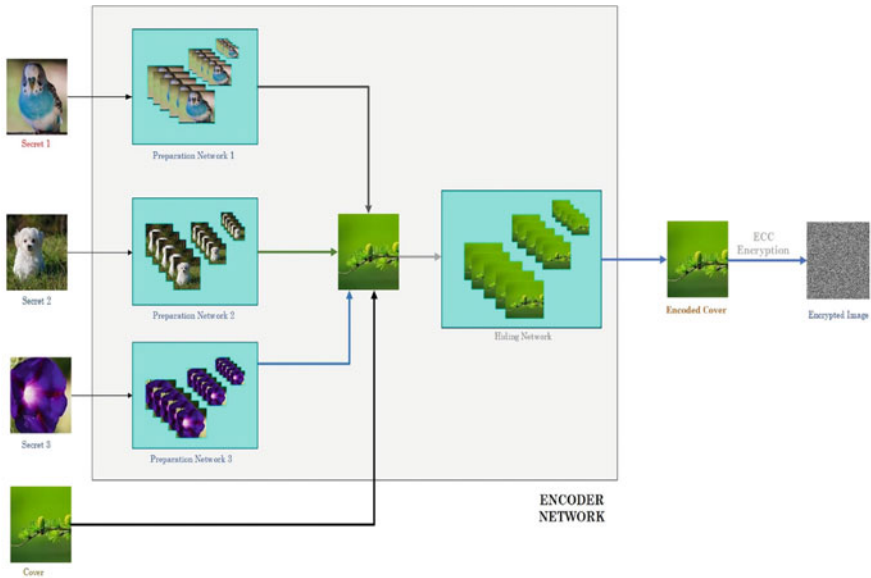 Secret 1
Preparation Network 1
Secret 2
Preparation Network 2
Secret 3
Preparation Network 3
Cover
Hiding Network
ENCODER
NETWORK
Encoded Cover
ECC
Encryption
Encrypted Image